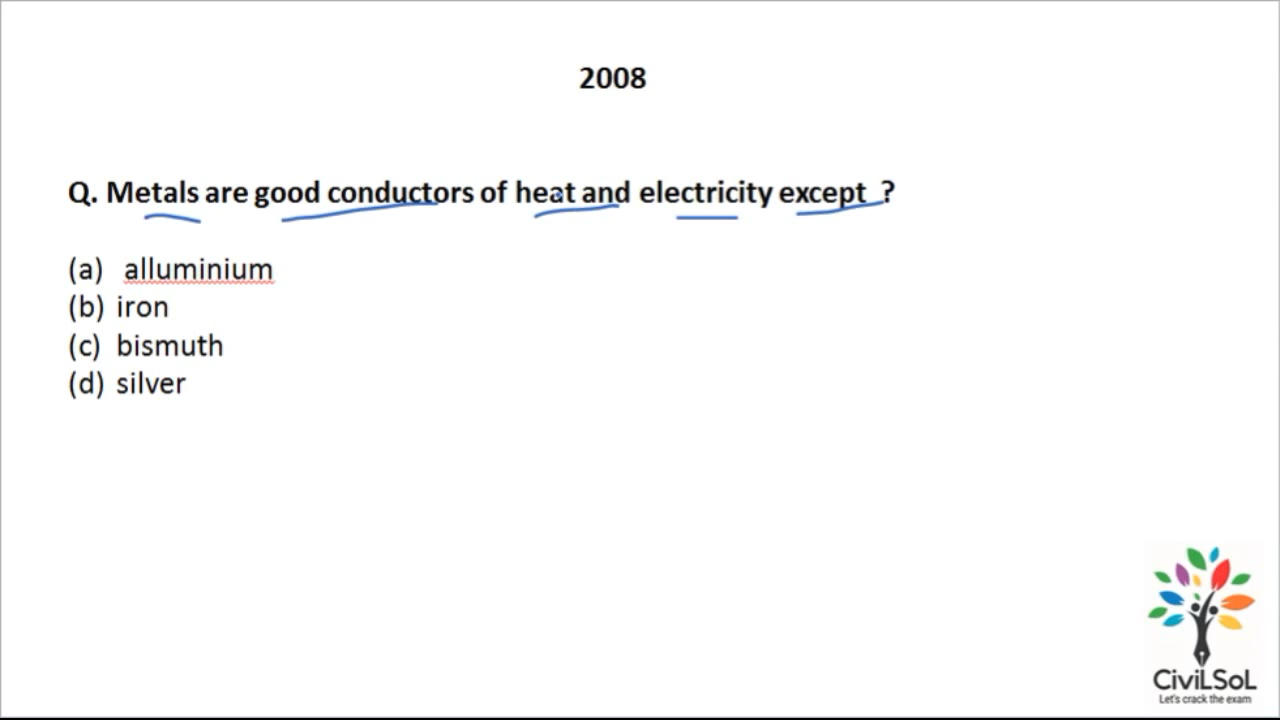 2008
Q. Metals are good conductors of heat and electricity except ?
(a) alluminium
(b) iron
(c) bismuth
(d) silver
CiviLSoL
Let's crack the exam